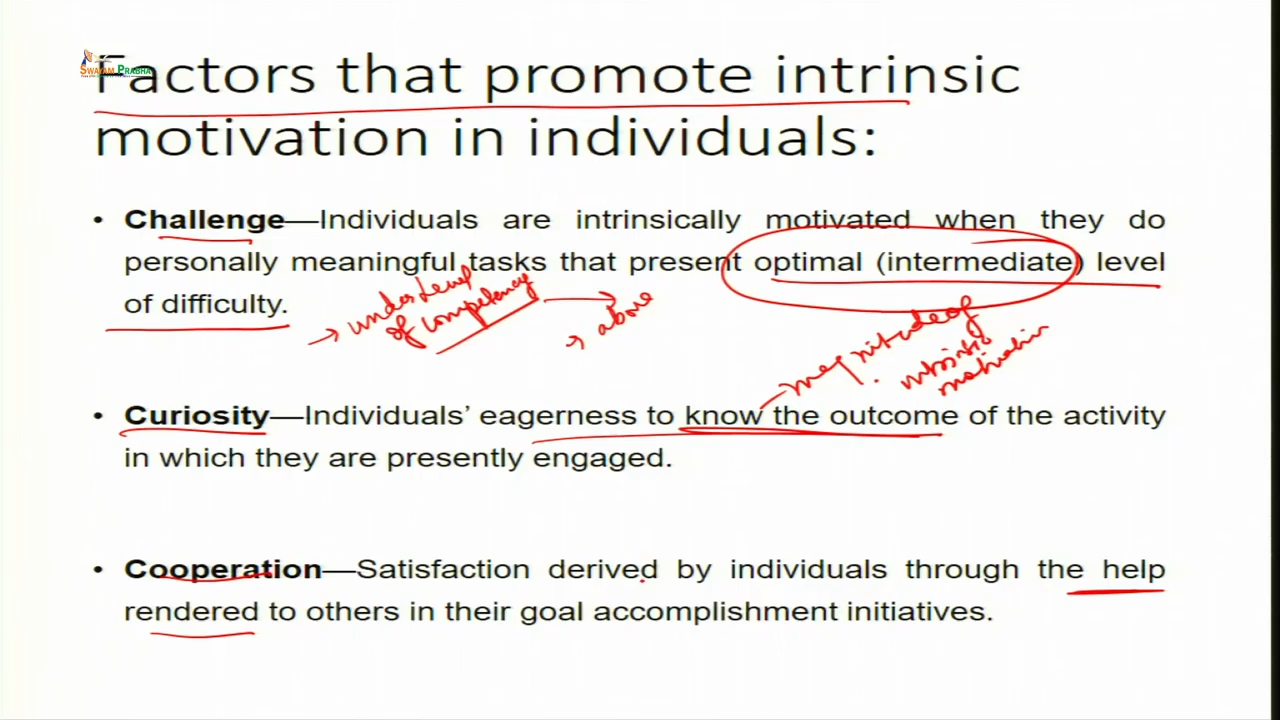 SWAYAM PRABHA
Factors that promote intrinsic
motivation in individuals:
• Challenge—Individuals are intrinsically motivated when they do
personally meaningful tasks that present optimal (intermediate) level
of difficulty.
→ under level
of competency
→ above
magnitude of
intrinsic
motivation
• Curiosity—Individuals’ eagerness to know the outcome of the activity
in which they are presently engaged.
• Cooperation—Satisfaction derived by individuals through the help
rendered to others in their goal accomplishment initiatives.